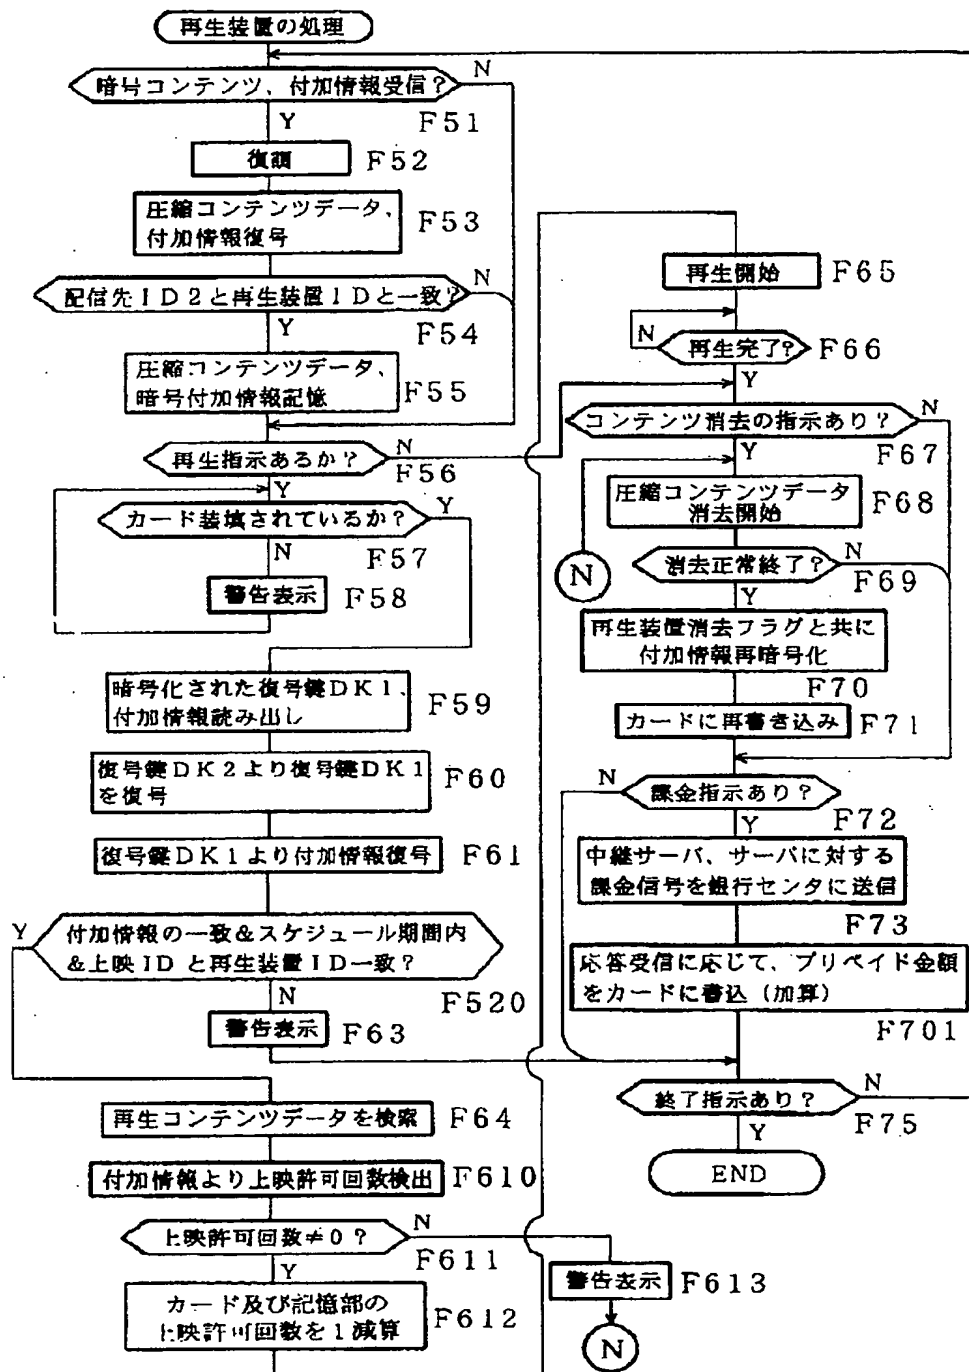 再生装置の処理
暗号コンテンツ、付加情報受信?
N
Y
F51
復調
F52
圧縮コンテンツデータ、
付加情報復号
F53
配信先ID2と再生装置IDと一致?
N
Y
F54
圧縮コンテンツデータ、
暗号付加情報記憶
F55
再生指示あるか?
N
F56
Y
カード装填されているか?
Y
N
F57
警告表示
F58
暗号化された復号鍵DK1、
付加情報読み出し
F59
復号鍵DK2より復号鍵DK1
を復号
F60
復号鍵DK1より付加情報復号
F61
Y
付加情報の一致&スケジュール期間内
&上映IDと再生装置ID一致?
N
F520
警告表示
F63
再生コンテンツデータを検索
F64
付加情報より上映許可回数検出
F610
上映許可回数≠0?
N
F611
Y
カード及び記憶部の
上映許可回数を1減算
F612
警告表示
F613
N
再生開始
F65
N
再生完了?
F66
Y
コンテンツ消去の指示あり?
N
Y
F67
圧縮コンテンツデータ
消去開始
F68
N
消去正常終了?
N
F69
Y
再生装置消去フラグと共に
付加情報再暗号化
F70
カードに再書き込み
F71
N
課金指示あり?
F72
Y
中継サーバ、サーバに対する
課金信号を銀行センタに送信
F73
応答受信に応じて、プリペイド金額
をカードに書込(加算)
F701
終了指示あり?
N
F75
Y
END